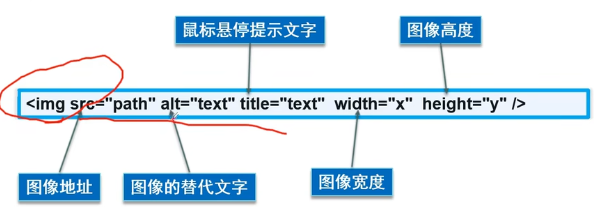 鼠标悬停提示文字
图像高度
<img src="path" alt="text" title="text" width="x" height="y" />
图像地址
图像的替代文字
图像宽度